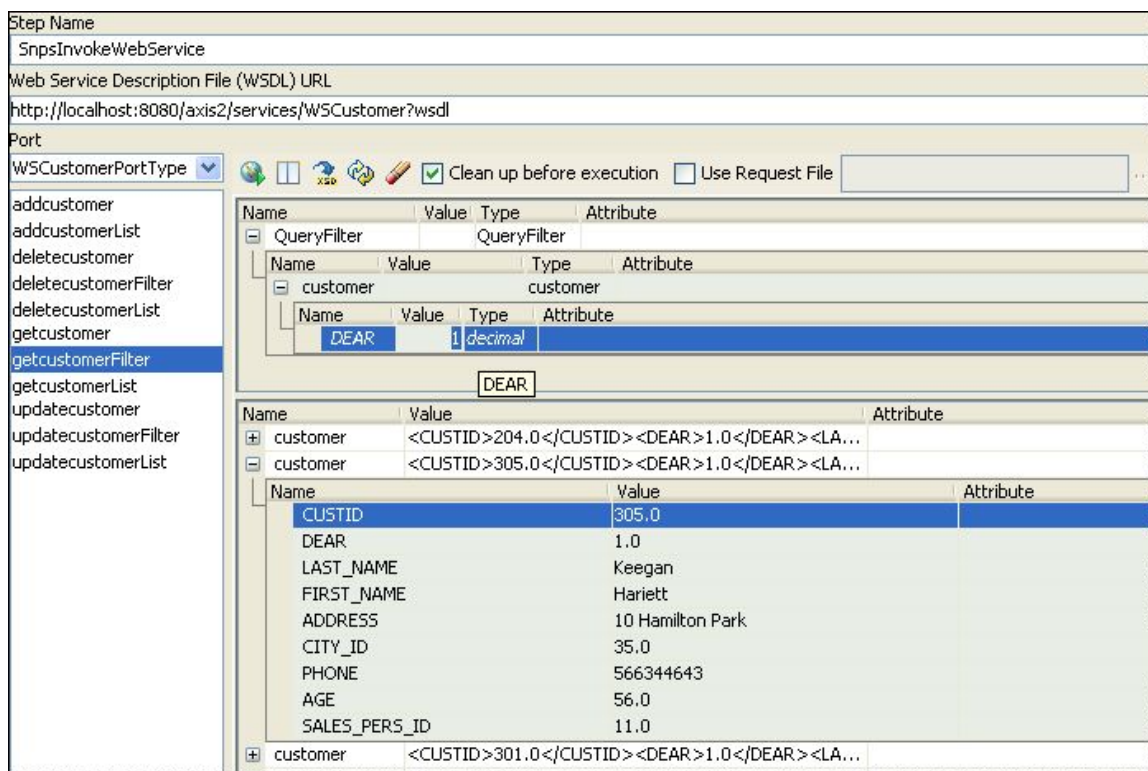 Step Name
SnpsInvokeWebService
Web Service Description File (WSDL) URL
http://localhost:8080/axis2/services/WSCustomer?wsdl
Port
WSCustomerPortType
XSD Clean up before execution Use Request File ...
addcustomer
addcustomerList
deletecustomer
deletecustomerFilter
deletecustomerList
getcustomer
getcustomerFilter
getcustomerList
updatecustomer
updatecustomerFilter
updatecustomerList
Name Value Type Attribute
QueryFilter QueryFilter
Name Value Type Attribute
customer customer
Name Value Type Attribute
DEAR 1 decimal
DEAR
Name Value Attribute
customer <CUSTID>204.0</CUSTID><DEAR>1.0</DEAR><LA...
customer <CUSTID>305.0</CUSTID><DEAR>1.0</DEAR><LA...
Name Value Attribute
CUSTID 305.0
DEAR 1.0
LAST_NAME Keegan
FIRST_NAME Hariett
ADDRESS 10 Hamilton Park
CITY_ID 35.0
PHONE 566344643
AGE 56.0
SALES_PERS_ID 11.0
customer <CUSTID>301.0</CUSTID><DEAR>1.0</DEAR><LA...